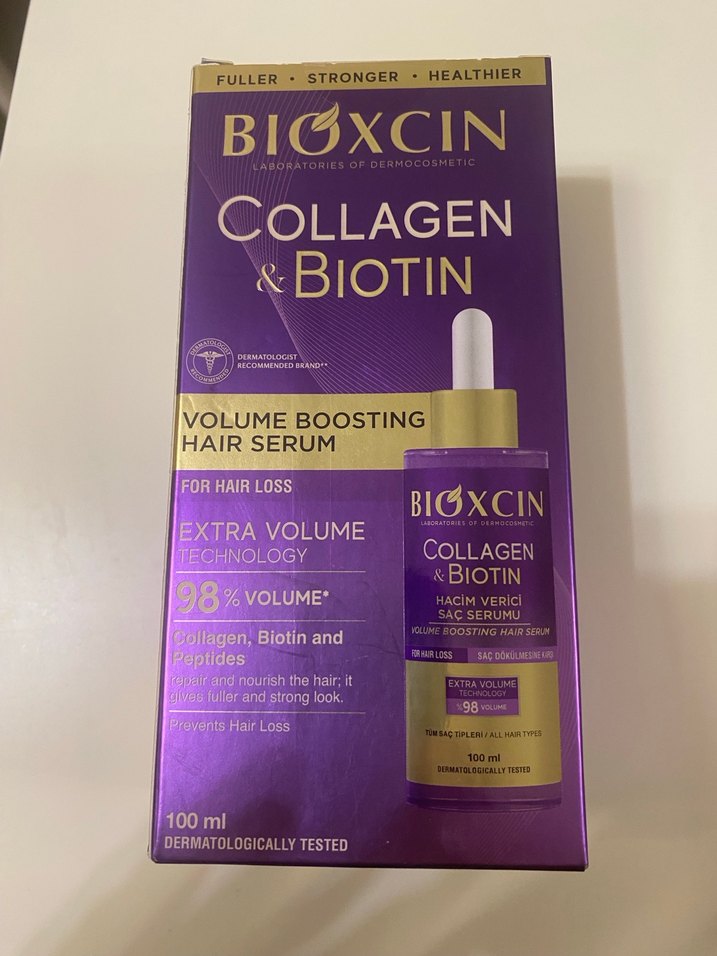 FULLER • STRONGER • HEALTHIER
BIOXCIN
LABORATORIES OF DERMOCOSMETIC
COLLAGEN
& BIOTIN
DERMATOLOGIST
RECOMMENDED
DERMATOLOGIST
RECOMMENDED BRAND**
VOLUME BOOSTING
HAIR SERUM
FOR HAIR LOSS
EXTRA VOLUME
TECHNOLOGY
98% VOLUME*
Collagen, Biotin and
Peptides
repair and nourish the hair; it
gives fuller and strong look.
Prevents Hair Loss
100 ml
DERMATOLOGICALLY TESTED
BIOXCIN
LABORATORIES OF DERMOCOSMETIC
COLLAGEN
& BIOTIN
HACİM VERİCİ
SAÇ SERUMU
VOLUME BOOSTING HAIR SERUM
FOR HAIR LOSS SAÇ DÖKÜLMESİNE KARŞI
EXTRA VOLUME
TECHNOLOGY
%98 VOLUME
TÜM SAÇ TİPLERİ / ALL HAIR TYPES
100 ml
DERMATOLOGICALLY TESTED